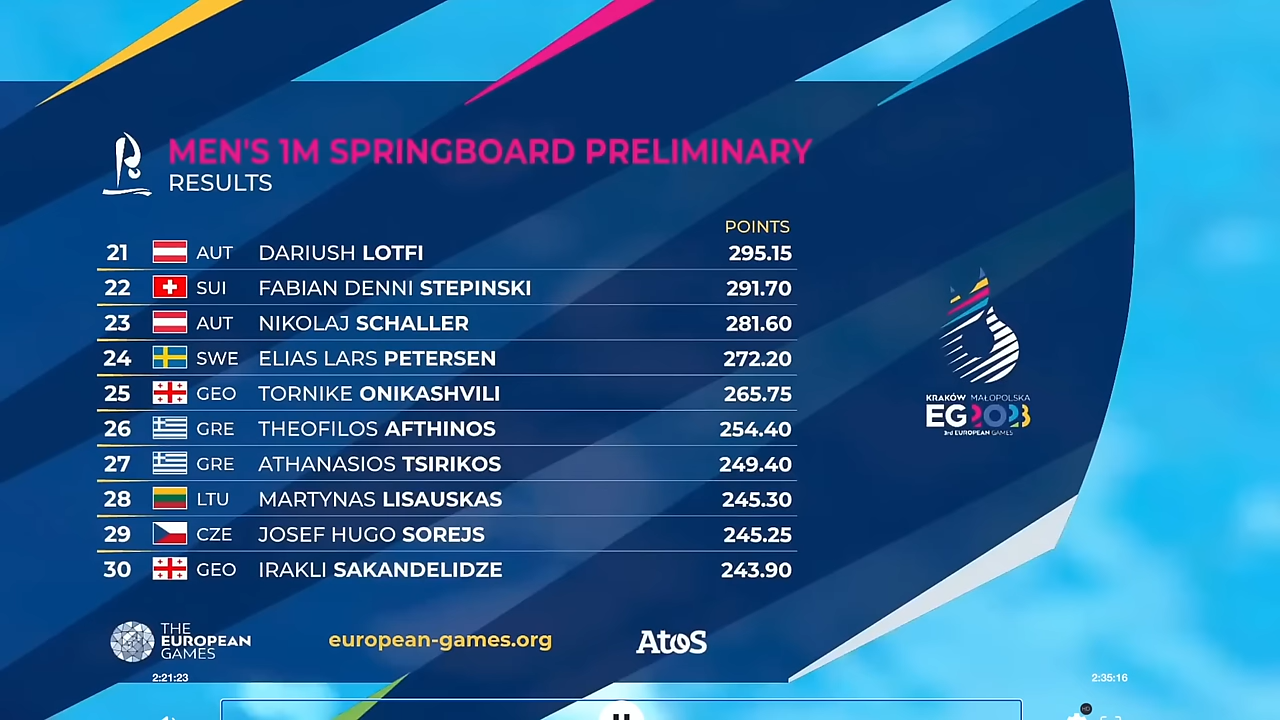 MEN'S 1M SPRINGBOARD PRELIMINARY
RESULTS
POINTS
21 AUT DARIUSH LOTFI 295.15
22 SUI FABIAN DENNI STEPINSKI 291.70
23 AUT NIKOLAJ SCHALLER 281.60
24 SWE ELIAS LARS PETERSEN 272.20
25 GEO TORNIKE ONIKASHVILI 265.75
26 GRE THEOFILOS AFTHINOS 254.40
27 GRE ATHANASIOS TSIRIKOS 249.40
28 LTU MARTYNAS LISAUSKAS 245.30
29 CZE JOSEF HUGO SOREJS 245.25
30 GEO IRAKLI SAKANDELIDZE 243.90
KRAKÓW MAŁOPOLSKA
EG2023
3rd EUROPEAN GAMES
THE
EUROPEAN
GAMES
european-games.org
Atos
2:21:23
2:35:16
HD